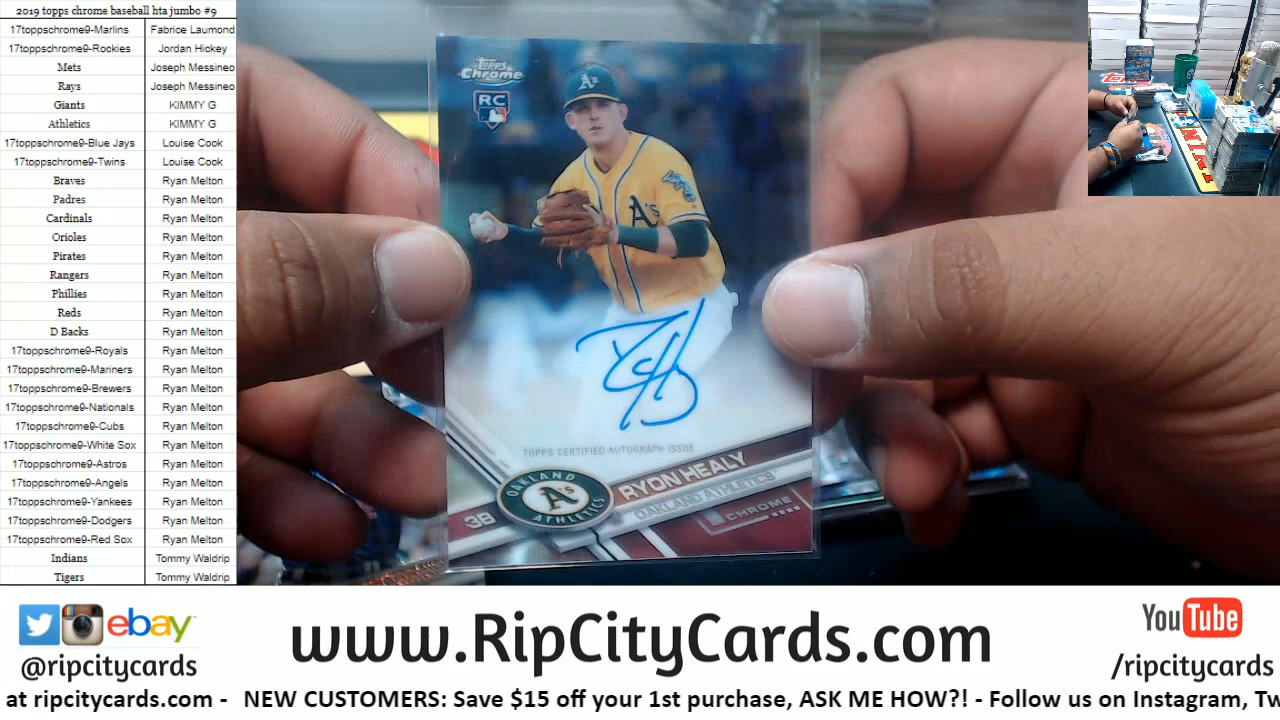 2019 topps chrome baseball hta jumbo #9
17toppschrome9-Marlins Fabrice Laumond
17toppschrome9-Rockies Jordan Hickey
Mets Joseph Messineo
Rays Joseph Messineo
Giants KIMMY G
Athletics KIMMY G
17toppschrome9-Blue Jays Louise Cook
17toppschrome9-Twins Louise Cook
Braves Ryan Melton
Padres Ryan Melton
Cardinals Ryan Melton
Orioles Ryan Melton
Pirates Ryan Melton
Rangers Ryan Melton
Phillies Ryan Melton
Reds Ryan Melton
D Backs Ryan Melton
17toppschrome9-Royals Ryan Melton
17toppschrome9-Mariners Ryan Melton
17toppschrome9-Brewers Ryan Melton
17toppschrome9-Nationals Ryan Melton
17toppschrome9-Cubs Ryan Melton
17toppschrome9-White Sox Ryan Melton
17toppschrome9-Astros Ryan Melton
17toppschrome9-Angels Ryan Melton
17toppschrome9-Yankees Ryan Melton
17toppschrome9-Dodgers Ryan Melton
17toppschrome9-Red Sox Ryan Melton
Indians Tommy Waldrip
Tigers Tommy Waldrip
Topps Chrome
RC
A's
A's
TOPPS CERTIFIED AUTOGRAPH ISSUE
3B
OAKLAND A's ATHLETICS
RYON HEALY
OAKLAND ATHLETICS
CHROME
ebay
@ripcitycards
www.RipCityCards.com
YouTube
/ripcitycards
at ripcitycards.com - NEW CUSTOMERS: Save $15 off your 1st purchase, ASK ME HOW?! - Follow us on Instagram, Tw